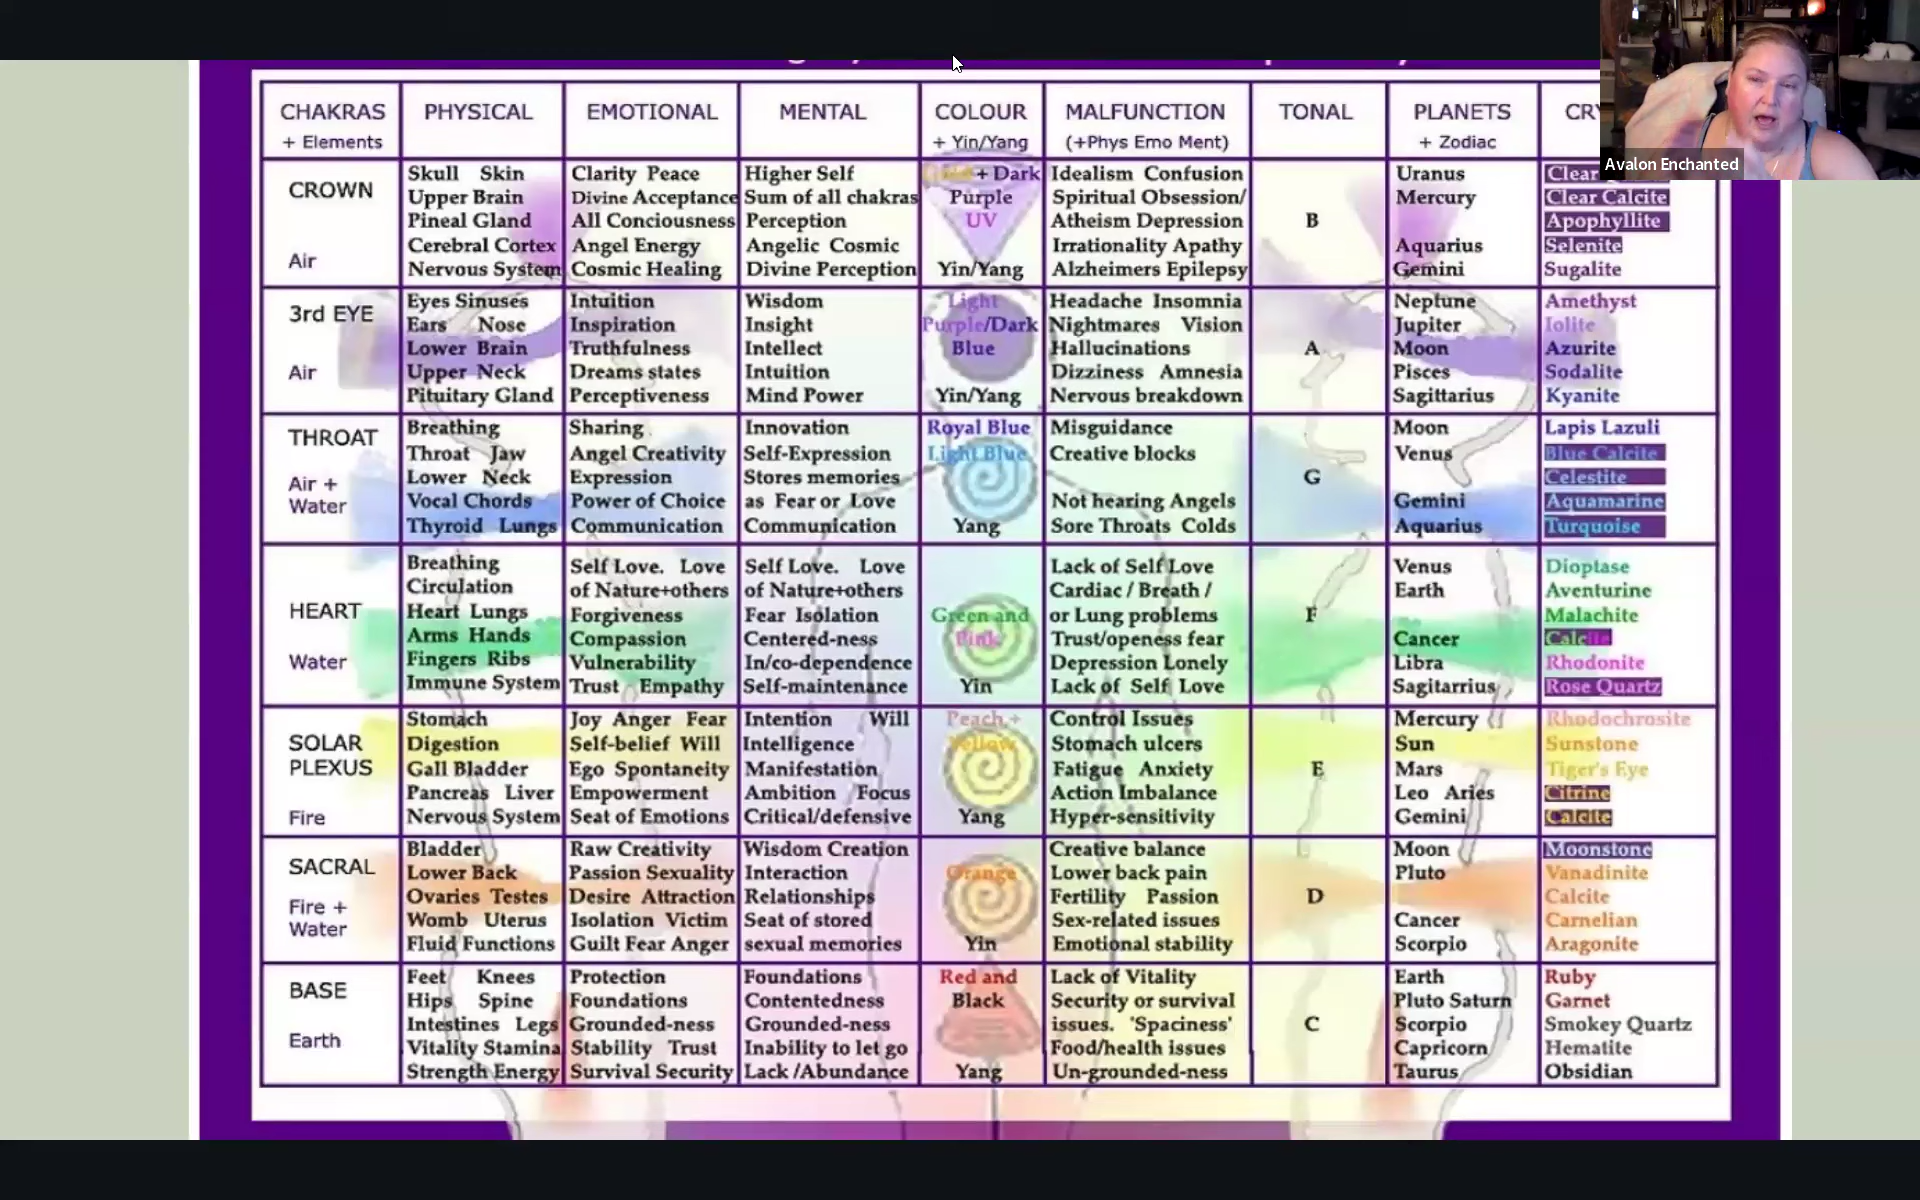 CHAKRAS PHYSICAL EMOTIONAL MENTAL COLOUR MALFUNCTION TONAL PLANETS
+ Elements + Yin/Yang (+Phys Emo Ment) + Zodiac
Avalon Enchanted
CROWN
Air
Skull Skin
Upper Brain
Pineal Gland
Cerebral Cortex
Nervous System
Clarity Peace
Divine Acceptance
All Conciousness
Angel Energy
Cosmic Healing
Higher Self
Sum of all chakras
Perception
Angelic Cosmic
Divine Perception
+ Dark
Purple
UV
Yin/Yang
Idealism Confusion
Spiritual Obsession/
Atheism Depression
Irrationality Apathy
Alzheimers Epilepsy
B
Uranus
Mercury
Aquarius
Gemini
Clear
Clear Calcite
Apophyllite
Selenite
Sugalite
3rd EYE
Air
Eyes Sinuses
Ears Nose
Lower Brain
Upper Neck
Pituitary Gland
Intuition
Inspiration
Truthfulness
Dreams states
Perceptiveness
Wisdom
Insight
Intellect
Intuition
Mind Power
Light
Purple/Dark
Blue
Yin/Yang
Headache Insomnia
Nightmares Vision
Hallucinations
Dizziness Amnesia
Nervous breakdown
A
Neptune
Jupiter
Moon
Pisces
Sagittarius
Amethyst
Iolite
Azurite
Sodalite
Kyanite
THROAT
Air +
Water
Breathing
Throat Jaw
Lower Neck
Vocal Chords
Thyroid Lungs
Sharing
Angel Creativity
Expression
Power of Choice
Communication
Innovation
Self-Expression
Stores memories
as Fear or Love
Communication
Royal Blue
Light Blue
Yang
Misguidance
Creative blocks
Not hearing Angels
Sore Throats Colds
G
Moon
Venus
Gemini
Aquarius
Lapis Lazuli
Blue Calcite
Celestite
Aquamarine
Turquoise
HEART
Water
Breathing
Circulation
Heart Lungs
Arms Hands
Fingers Ribs
Immune System
Self Love. Love
of Nature+others
Forgiveness
Compassion
Vulnerability
Trust Empathy
Self Love. Love
of Nature+others
Fear Isolation
Centered-ness
In/co-dependence
Self-maintenance
Green and
Pink
Yin
Lack of Self Love
Cardiac / Breath /
or Lung problems
Trust/openess fear
Depression Lonely
Lack of Self Love
F
Venus
Earth
Cancer
Libra
Sagitarrius
Dioptase
Aventurine
Malachite
Calcite
Rhodonite
Rose Quartz
SOLAR
PLEXUS
Fire
Stomach
Digestion
Gall Bladder
Pancreas Liver
Nervous System
Joy Anger Fear
Self-belief Will
Ego Spontaneity
Empowerment
Seat of Emotions
Intention Will
Intelligence
Manifestation
Ambition Focus
Critical/defensive
Peach +
Yellow
Yang
Control Issues
Stomach ulcers
Fatigue Anxiety
Action Imbalance
Hyper-sensitivity
E
Mercury
Sun
Mars
Leo Aries
Gemini
Rhodochrosite
Sunstone
Tiger's Eye
Citrine
Calcite
SACRAL
Fire +
Water
Bladder
Lower Back
Ovaries Testes
Womb Uterus
Fluid Functions
Raw Creativity
Passion Sexuality
Desire Attraction
Isolation Victim
Guilt Fear Anger
Wisdom Creation
Interaction
Relationships
Seat of stored
sexual memories
Orange
Yin
Creative balance
Lower back pain
Fertility Passion
Sex-related issues
Emotional stability
D
Moon
Pluto
Cancer
Scorpio
Moonstone
Vanadinite
Calcite
Carnelian
Aragonite
BASE
Earth
Feet Knees
Hips Spine
Intestines Legs
Vitality Stamina
Strength Energy
Protection
Foundations
Grounded-ness
Stability Trust
Survival Security
Foundations
Contentedness
Grounded-ness
Inability to let go
Lack /Abundance
Red and
Black
Yang
Lack of Vitality
Security or survival
issues. 'Spaciness'
Food/health issues
Un-grounded-ness
C
Earth
Pluto Saturn
Scorpio
Capricorn
Taurus
Ruby
Garnet
Smokey Quartz
Hematite
Obsidian